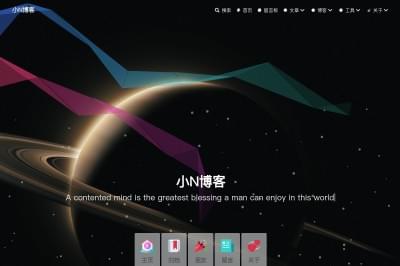 小N博客
搜索 首页 留言板 文章 博客 工具 关于
小N博客
A contented mind is the greatest blessing a man can enjoy in this world
主页 归档 留言 关于